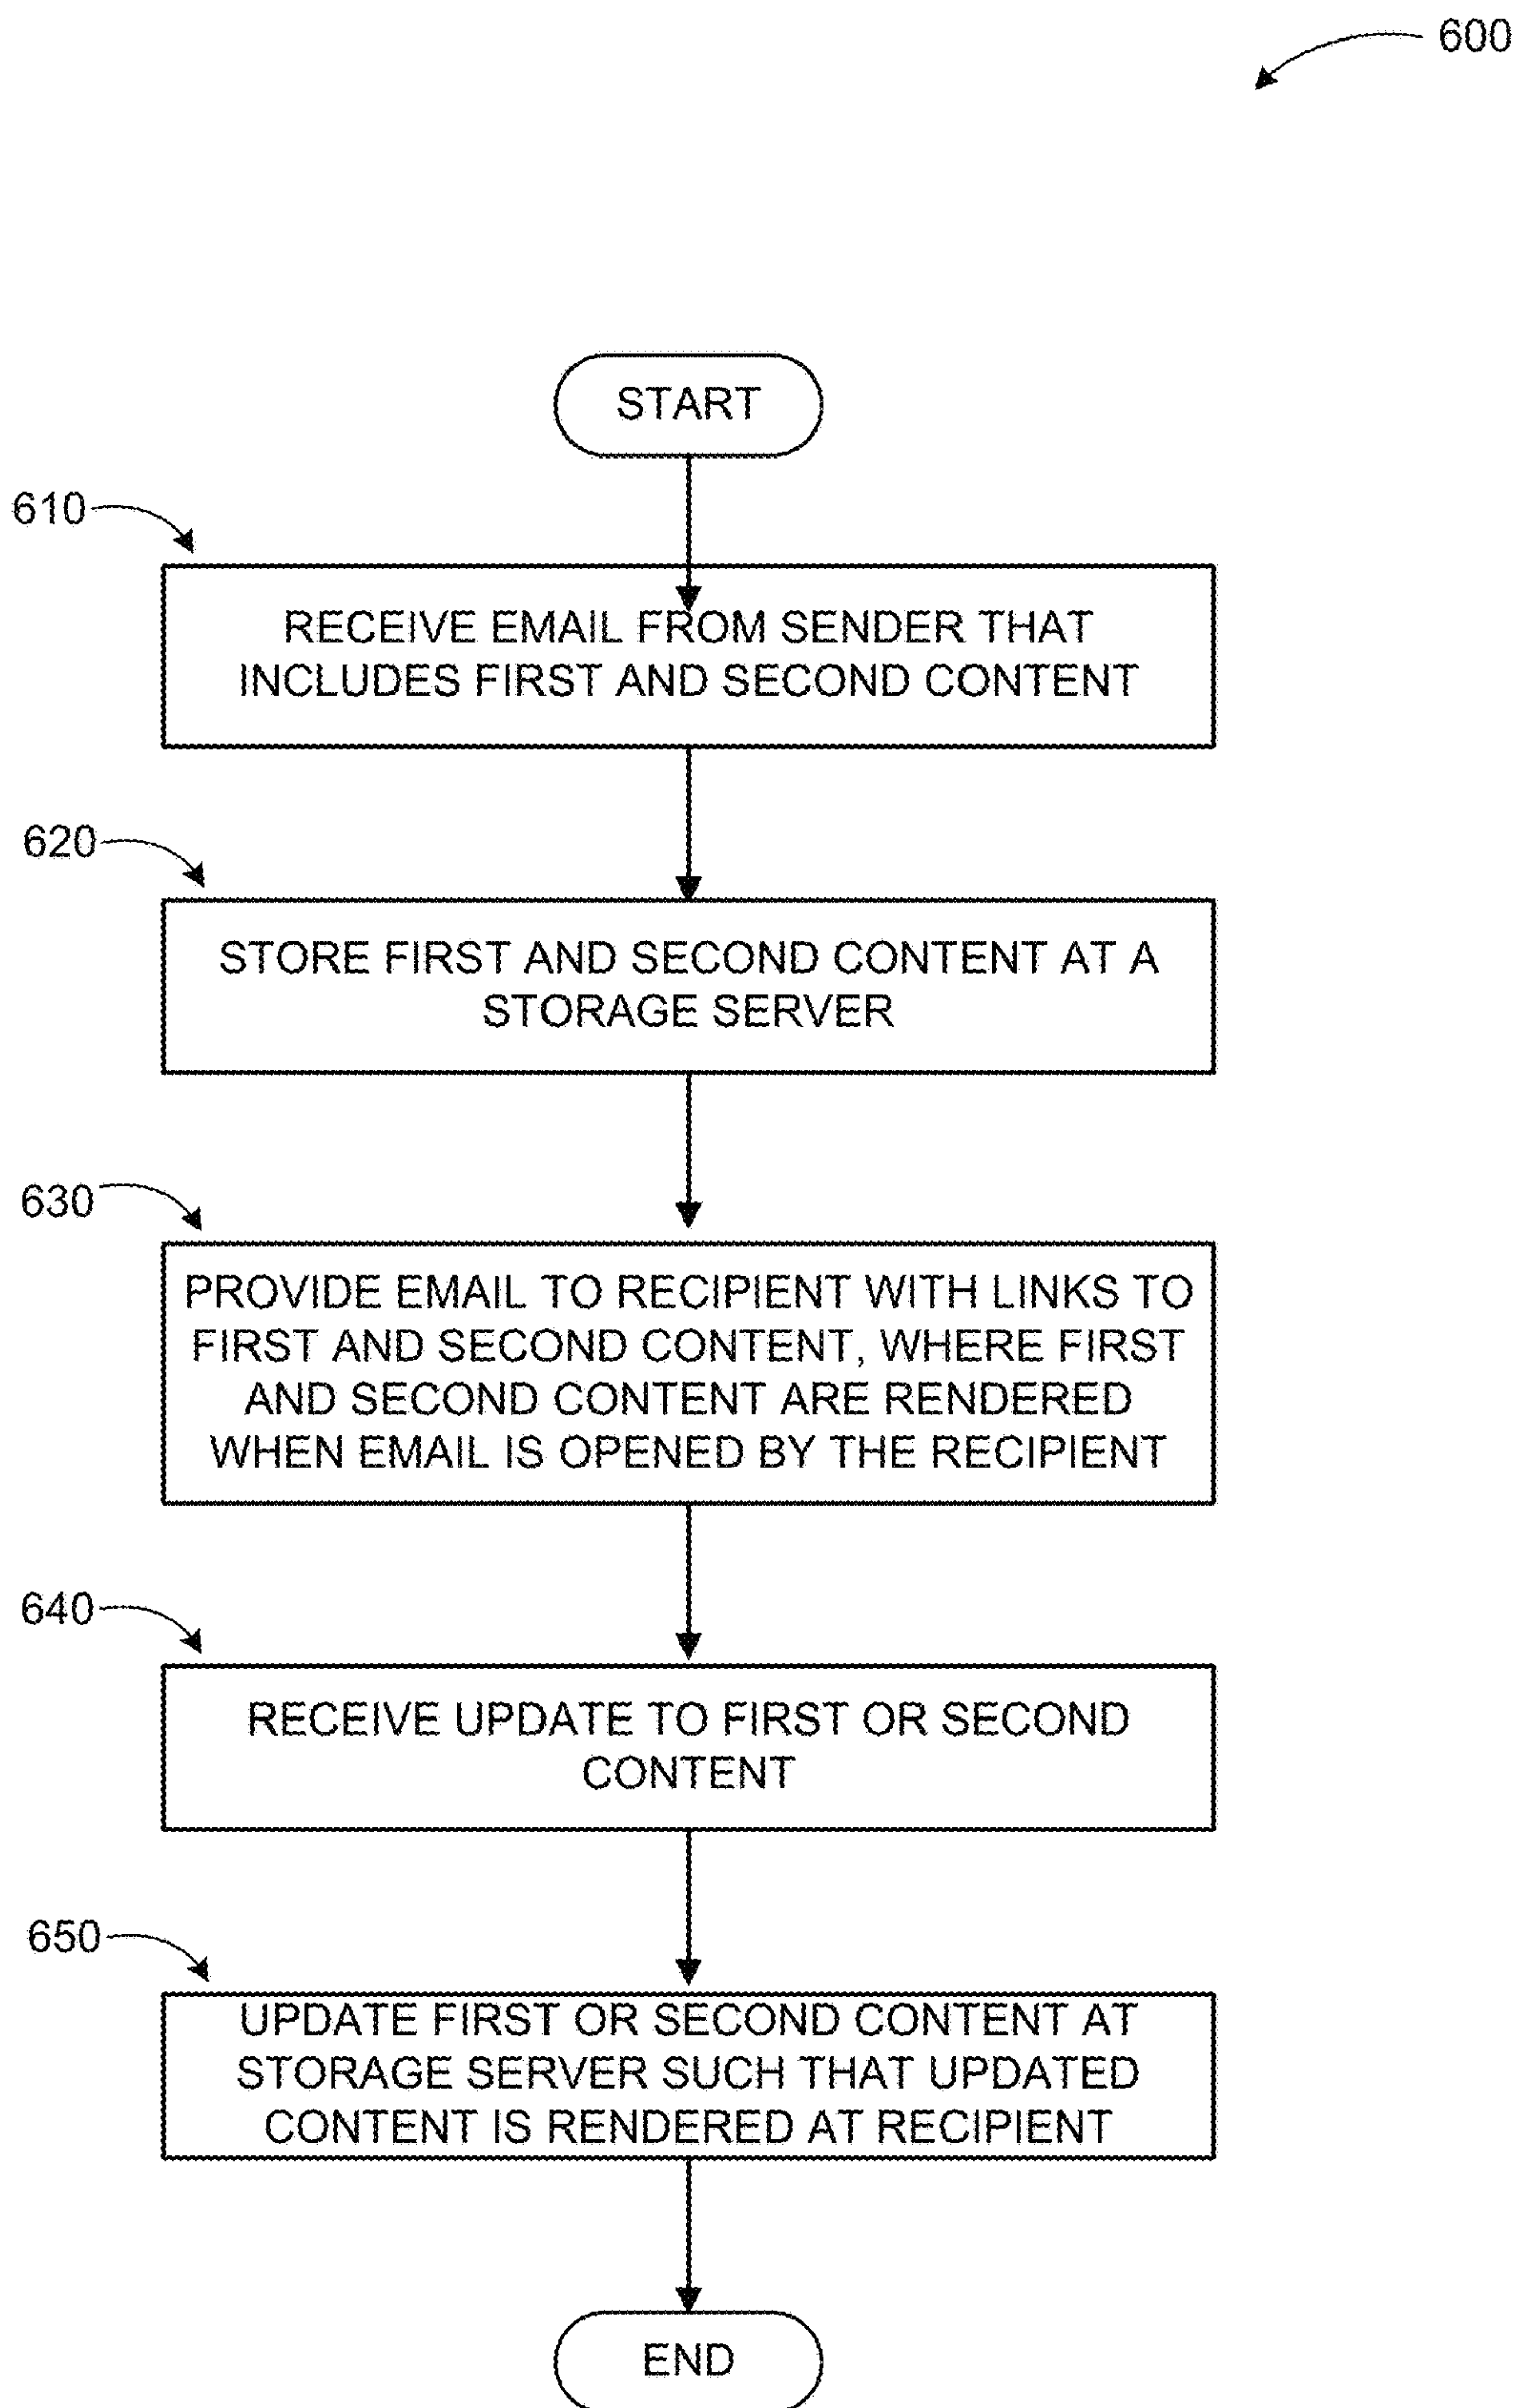 600
START
610
RECEIVE EMAIL FROM SENDER THAT
INCLUDES FIRST AND SECOND CONTENT
620
STORE FIRST AND SECOND CONTENT AT A
STORAGE SERVER
630
PROVIDE EMAIL TO RECIPIENT WITH LINKS TO
FIRST AND SECOND CONTENT, WHERE FIRST
AND SECOND CONTENT ARE RENDERED
WHEN EMAIL IS OPENED BY THE RECIPIENT
640
RECEIVE UPDATE TO FIRST OR SECOND
CONTENT
650
UPDATE FIRST OR SECOND CONTENT AT
STORAGE SERVER SUCH THAT UPDATED
CONTENT IS RENDERED AT RECIPIENT
END